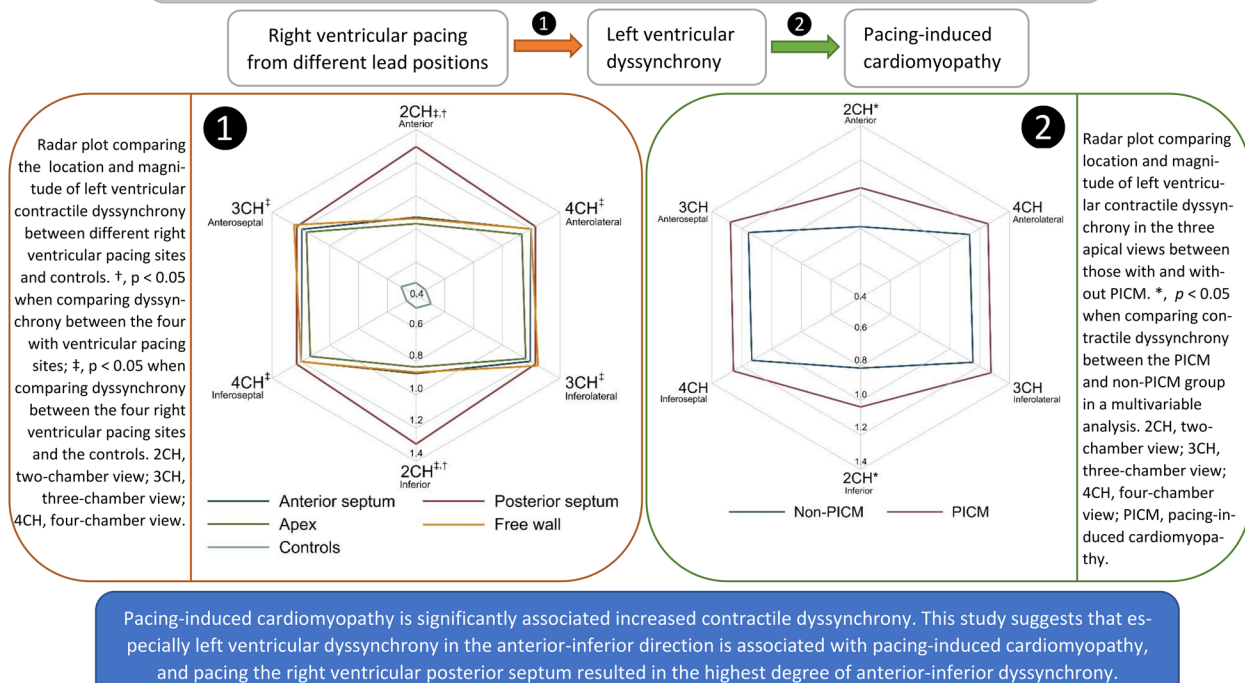 Right ventricular pacing
from different lead positions
1
Left ventricular
dyssynchrony
2
Pacing-induced
cardiomyopathy
Radar plot comparing
the location and magni-
tude of left ventricular
contractile dyssynchrony
between different right
ventricular pacing sites
and controls. †, p < 0.05
when comparing dyssyn-
chrony between the four
with ventricular pacing
sites; ‡, p < 0.05 when
comparing dyssynchrony
between the four right
ventricular pacing sites
and the controls. 2CH,
two-chamber view; 3CH,
three-chamber view;
4CH, four-chamber view.
1
2CH‡,†
Anterior
3CH‡
Anteroseptal
4CH‡
Anterolateral
0.4
0.6
0.8
1.0
1.2
1.4
4CH‡
Inferoseptal
3CH‡
Inferolateral
2CH‡,†
Inferior
Anterior septum
Posterior septum
Apex
Free wall
Controls
2
2CH*
Anterior
3CH
Anteroseptal
4CH
Anterolateral
0.4
0.6
0.8
1.0
1.2
1.4
4CH
Inferoseptal
3CH
Inferolateral
2CH*
Inferior
Non-PICM
PICM
Radar plot comparing
location and magni-
tude of left ventricu-
lar contractile dyssyn-
chrony in the three
apical views between
those with and with-
out PICM. *, p < 0.05
when comparing con-
tractile dyssynchrony
between the PICM
and non-PICM group
in a multivariable
analysis. 2CH, two-
chamber view; 3CH,
three-chamber view;
4CH, four-chamber
view; PICM, pacing-in-
duced cardiomyopa-
thy.
Pacing-induced cardiomyopathy is significantly associated increased contractile dyssynchrony. This study suggests that es-
pecially left ventricular dyssynchrony in the anterior-inferior direction is associated with pacing-induced cardiomyopathy,
and pacing the right ventricular posterior septum resulted in the highest degree of anterior-inferior dyssynchrony.